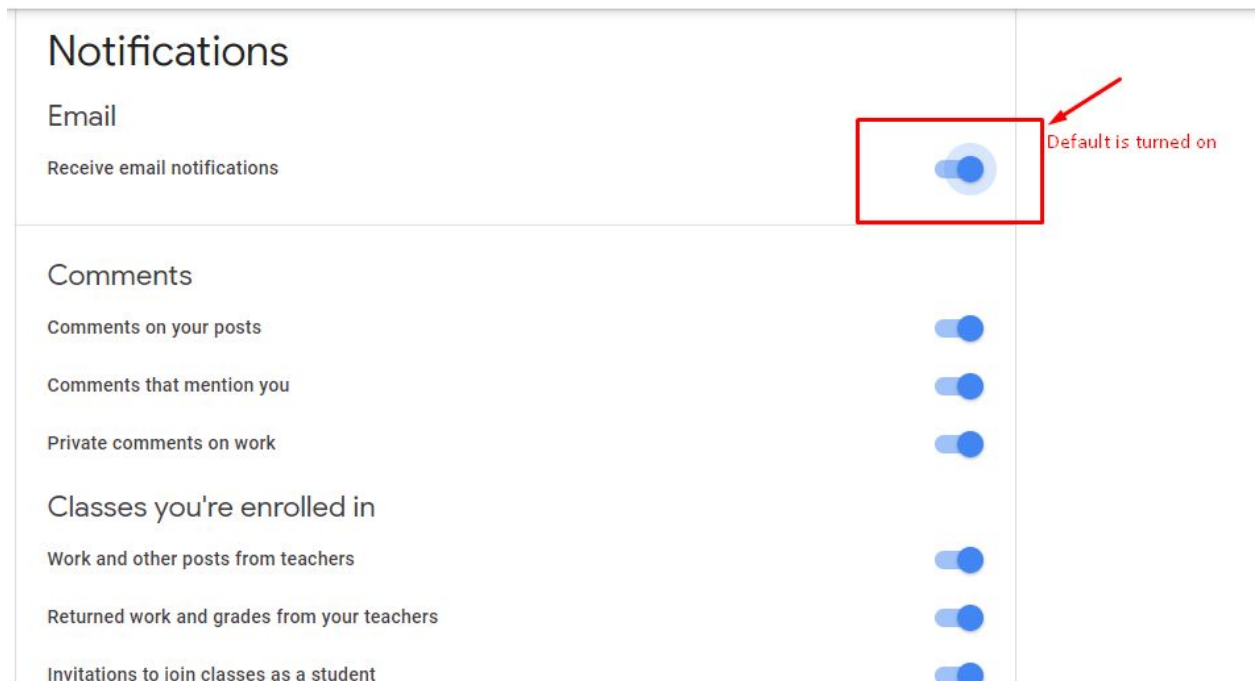 Notifications
Email
Default is turned on
Receive email notifications
Comments
Comments on your posts
Comments that mention you
Private comments on work
Classes you're enrolled in
Work and other posts from teachers
Returned work and grades from your teachers
Invitations to join classes as a student